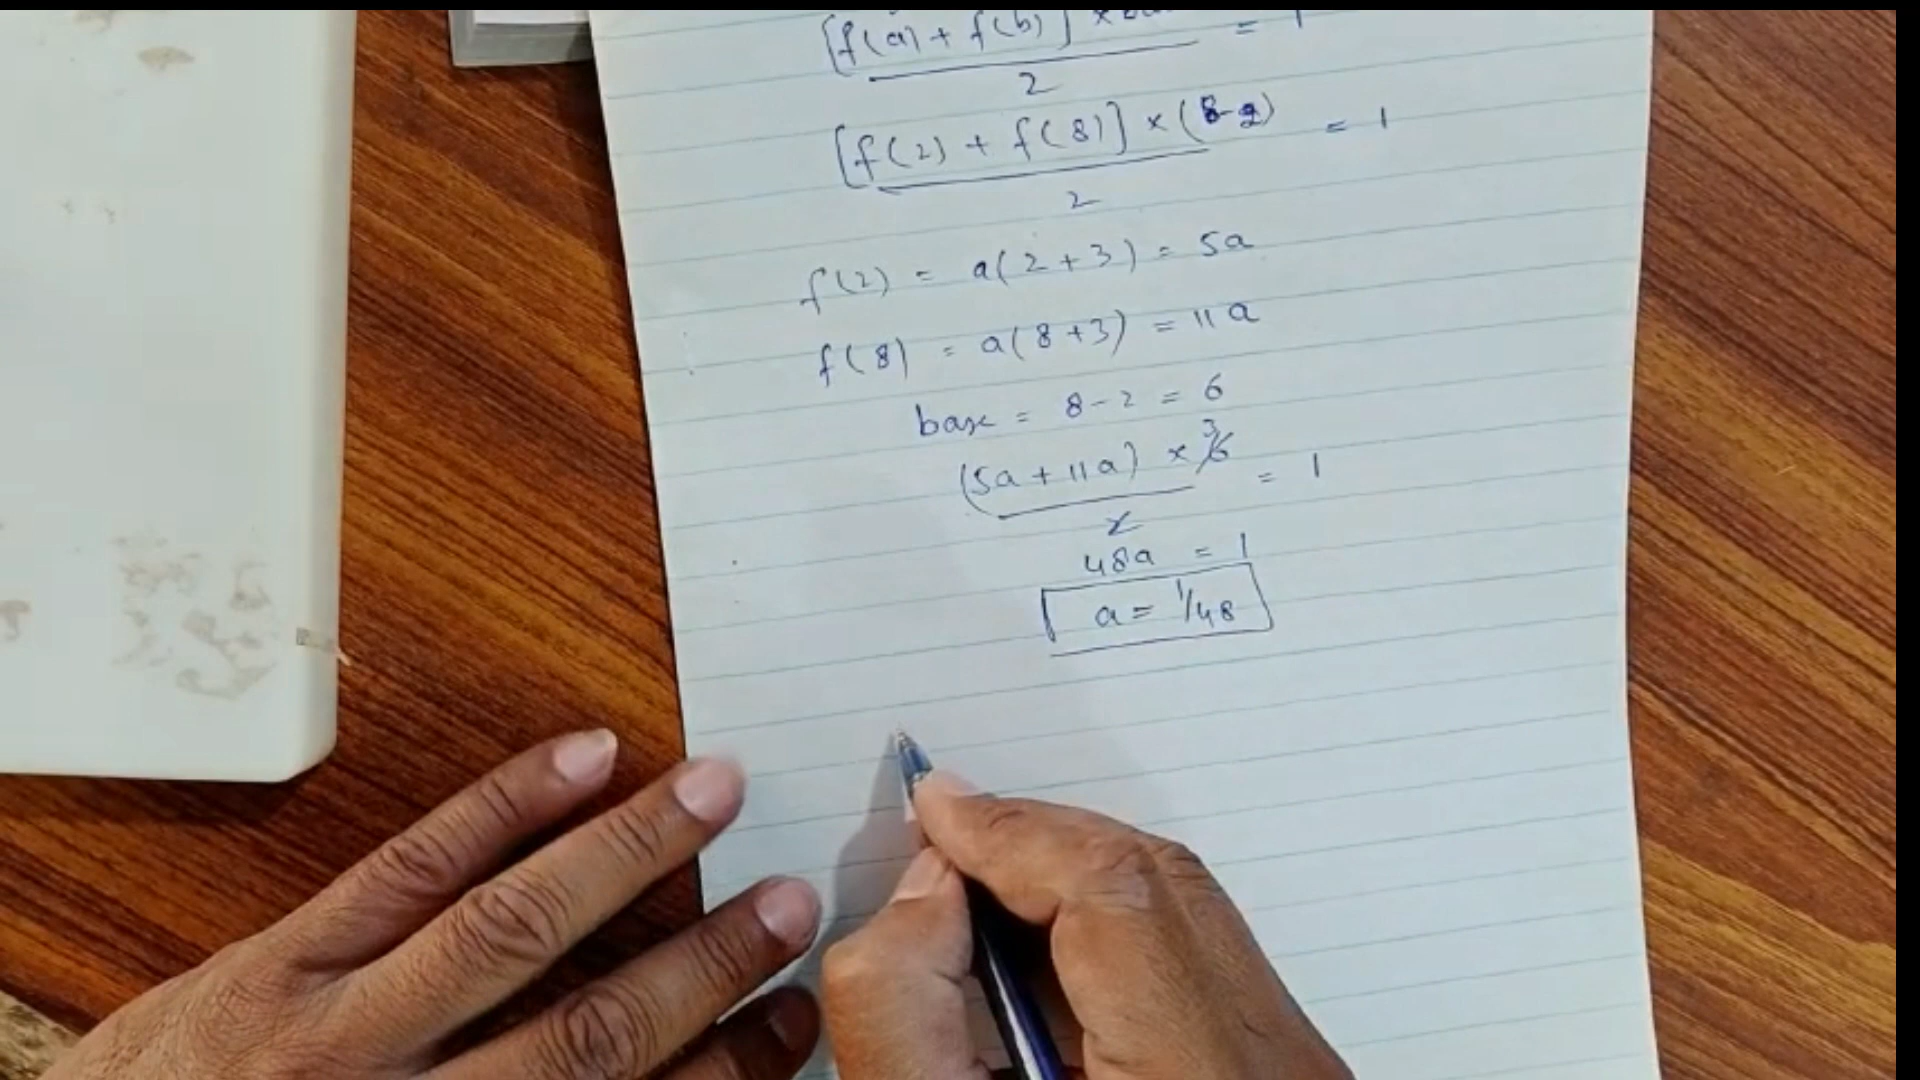 [f(a) + f(b)] ×
2
= 1
[f(2) + f(8)] × (8-2)
2
= 1
f(2) = a(2+3) = 5a
f(8) = a(8+3) = 11a
base = 8-2 = 6
(5a + 11a) × 6 3
2
= 1
48a = 1
a = 1/48